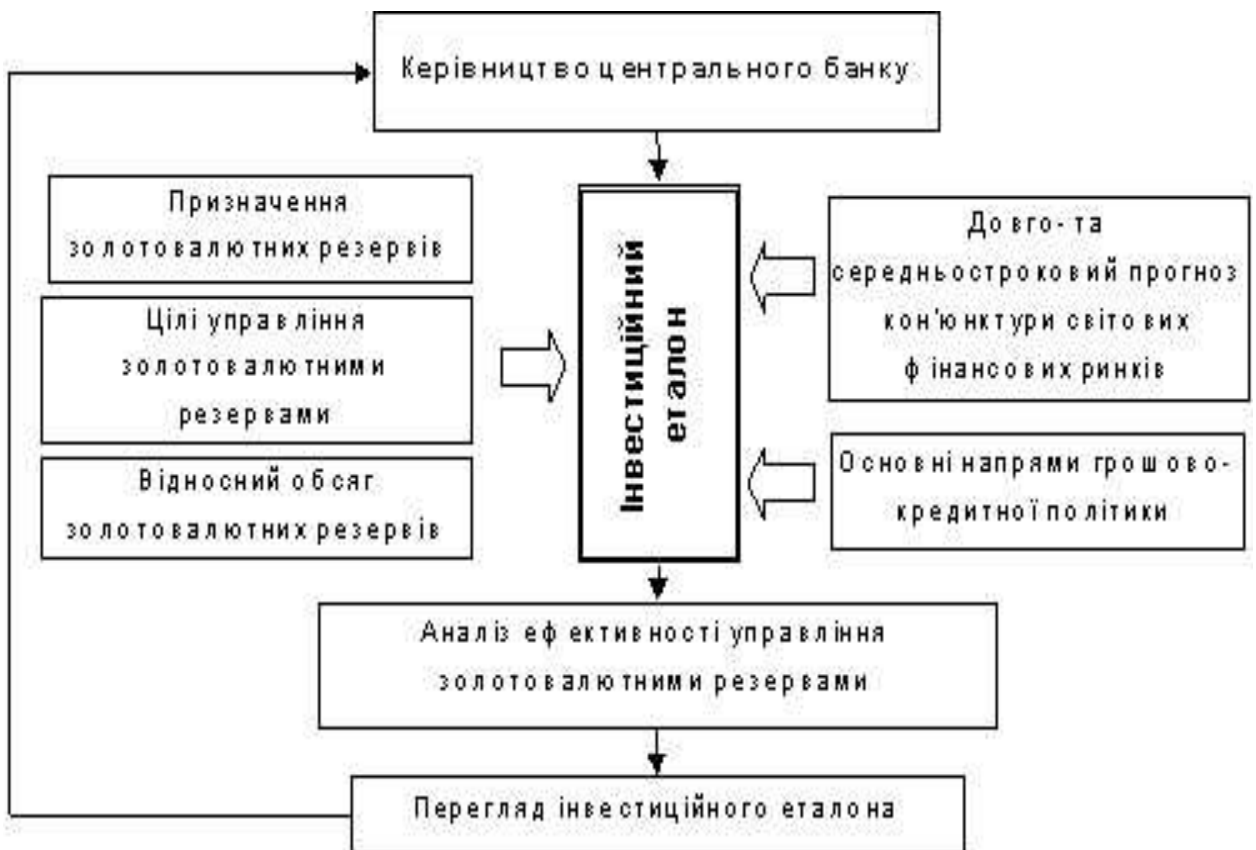 Керівництво центрального банку
Призначення
золотовалютних резервів
Цілі управління
золотовалютними
резервами
Відносний обсяг
золотовалютних резервів
Інвестиційний
еталон
Довго- та
середньостроковий прогноз
кон'юнктури світових
фінансових ринків
Основні напрями грошово-
кредитної політики
Аналіз ефективності управління
золотовалютними резервами
Перегляд інвестиційного еталона